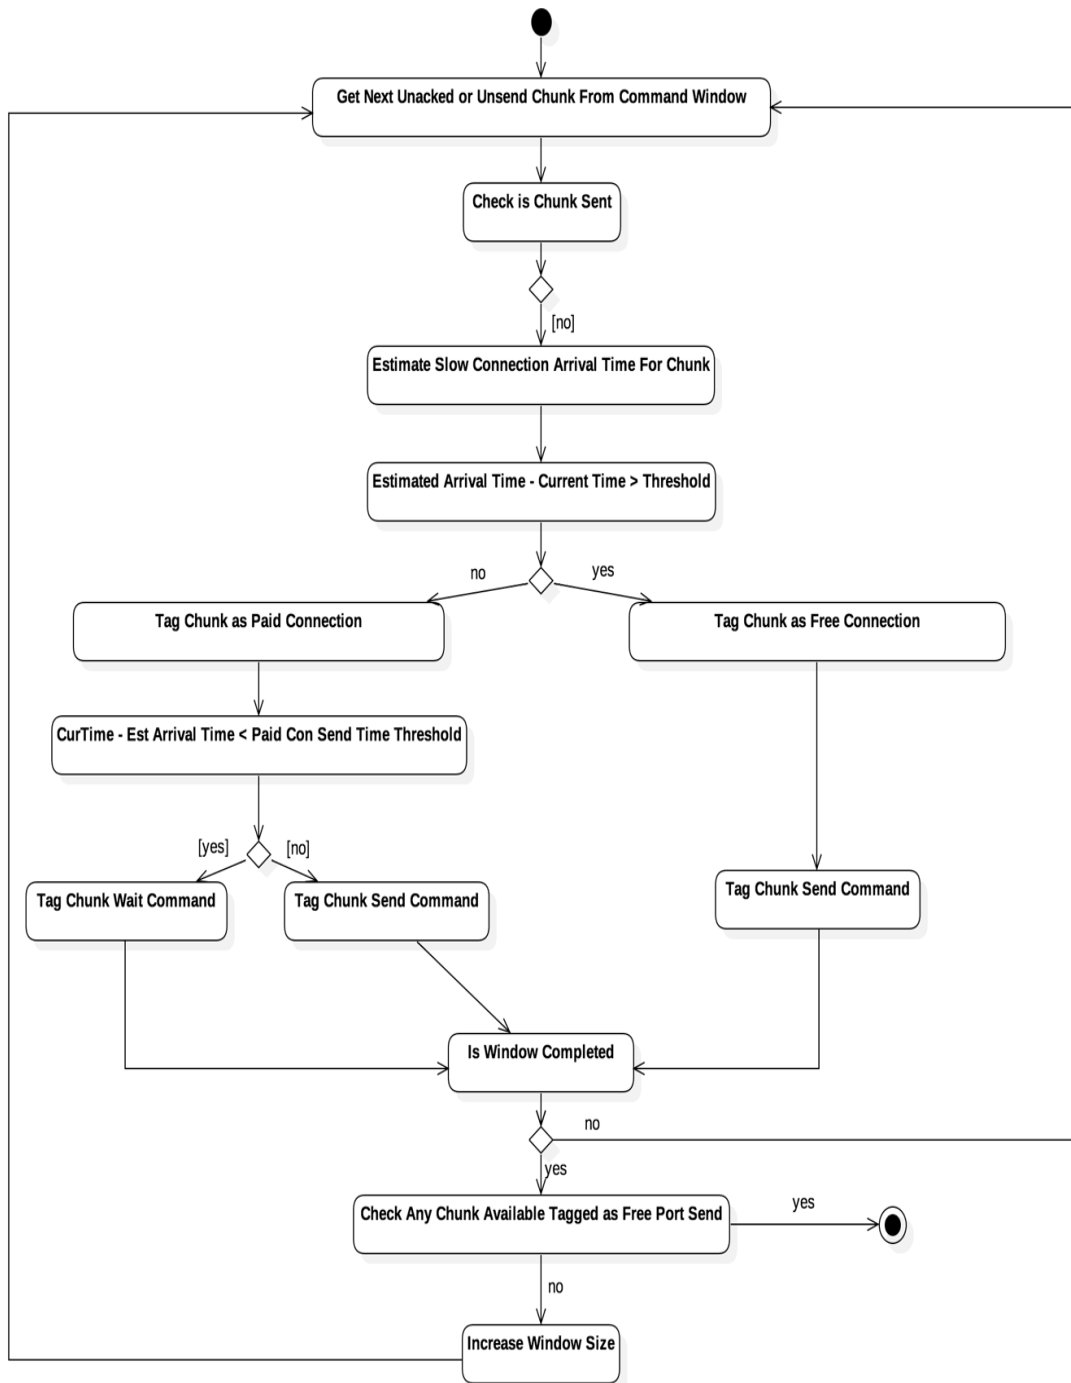 Get Next Unacked or Unsend Chunk From Command Window
Check is Chunk Sent
[no]
Estimate Slow Connection Arrival Time For Chunk
Estimated Arrival Time - Current Time > Threshold
no
yes
Tag Chunk as Paid Connection
Tag Chunk as Free Connection
CurTime - Est Arrival Time < Paid Con Send Time Threshold
[yes]
[no]
Tag Chunk Wait Command
Tag Chunk Send Command
Tag Chunk Send Command
Is Window Completed
no
yes
Check Any Chunk Available Tagged as Free Port Send
yes
no
Increase Window Size